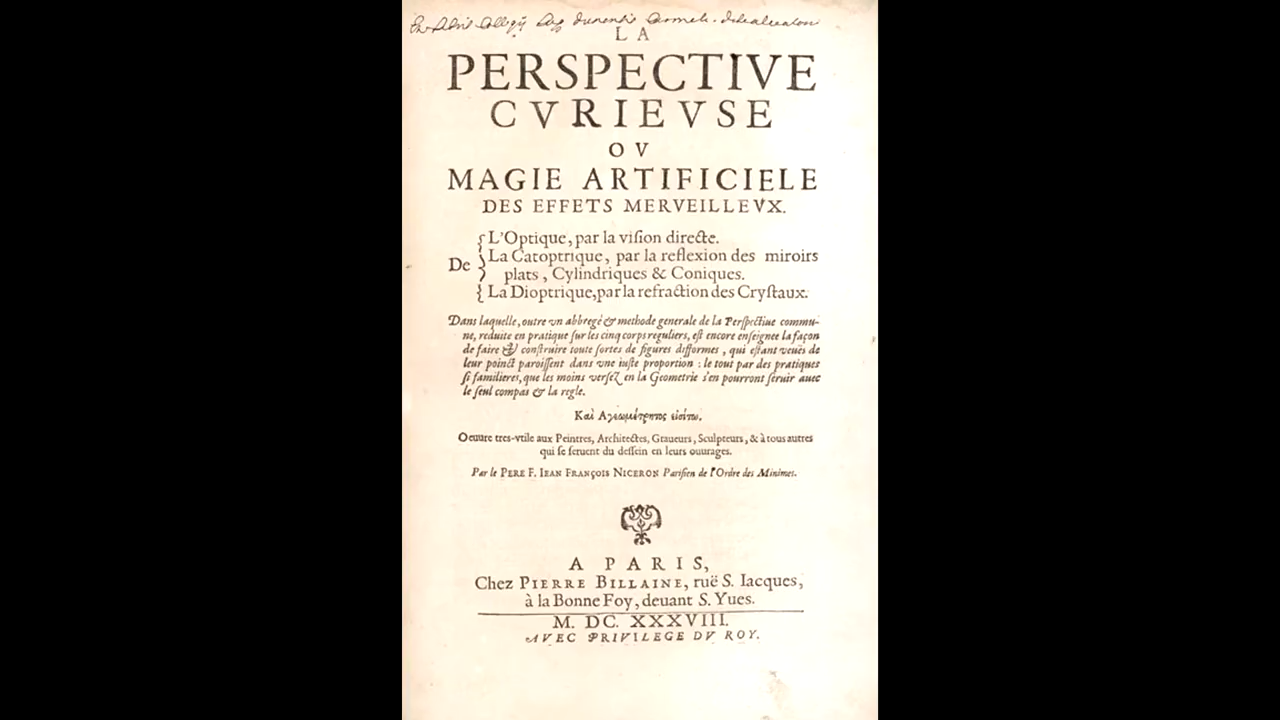 LA
PERSPECTIVE
CVRIEVSE
OV
MAGIE ARTIFICIELE
DES EFFETS MERVEILLEVX.
De { L'Optique, par la viſion directe.
La Catoptrique, par la reflexion des miroirs
plats, Cylindriques & Coniques.
La Dioptrique, par la refraction des Cryſtaux.
Dans laquelle, outre vn abbregé & methode generale de la Perſpectiue commu-
ne, reduite en pratique ſur les cinq corps reguliers, eſt encore enſeignee la façon
de faire & conſtruire toute ſortes de figures difformes, qui eſtant veuës de
leur poinct paroiſſent dans vne iuſte proportion : le tout par des pratiques
ſi familieres, que les moins verſez en la Geometrie s'en pourront ſeruir auec
le ſeul compas & la regle.
Καὶ Αγεωμέτρητος εἰσίτω.
Oeuure tres-vtile aux Peintres, Architectes, Graueurs, Sculpteurs, & à tous autres
qui ſe ſeruent du deſſein en leurs ouurages.
Par le PERE F. IEAN FRANÇOIS NICERON Pariſien de l'Ordre des Minimes.
A PARIS,
Chez PIERRE BILLAINE, ruë S. Iacques,
à la Bonne Foy, deuant S. Yues.
M. DC. XXXVIII.
AVEC PRIVILEGE DV ROY.